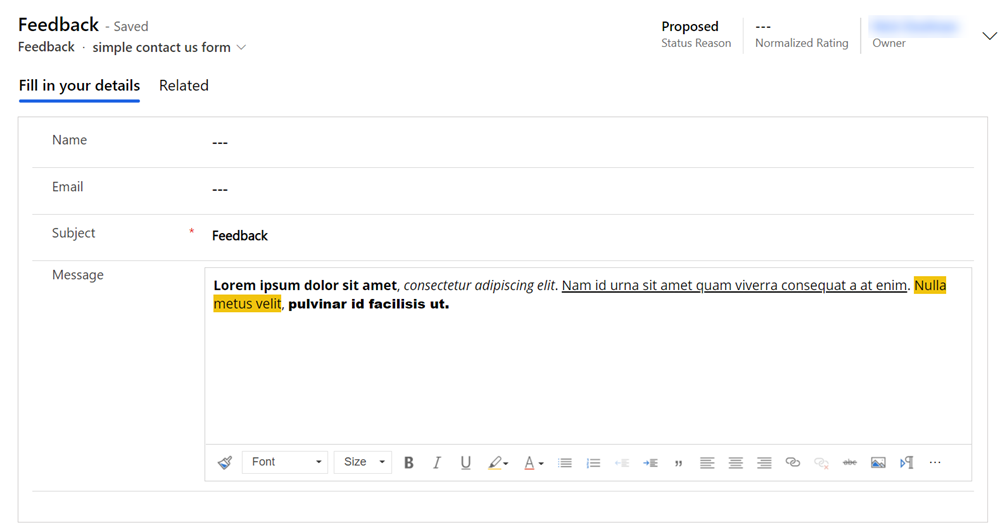 Feedback - Saved
Feedback · simple contact us form
Proposed
Status Reason
---
Normalized Rating
Owner
Fill in your details Related
Name ---
Email ---
Subject * Feedback
Message
Lorem ipsum dolor sit amet, consectetur adipiscing elit. Nam id urna sit amet quam viverra consequat a at enim. Nulla
metus velit, pulvinar id facilisis ut.
Font Size B I U A abc ...